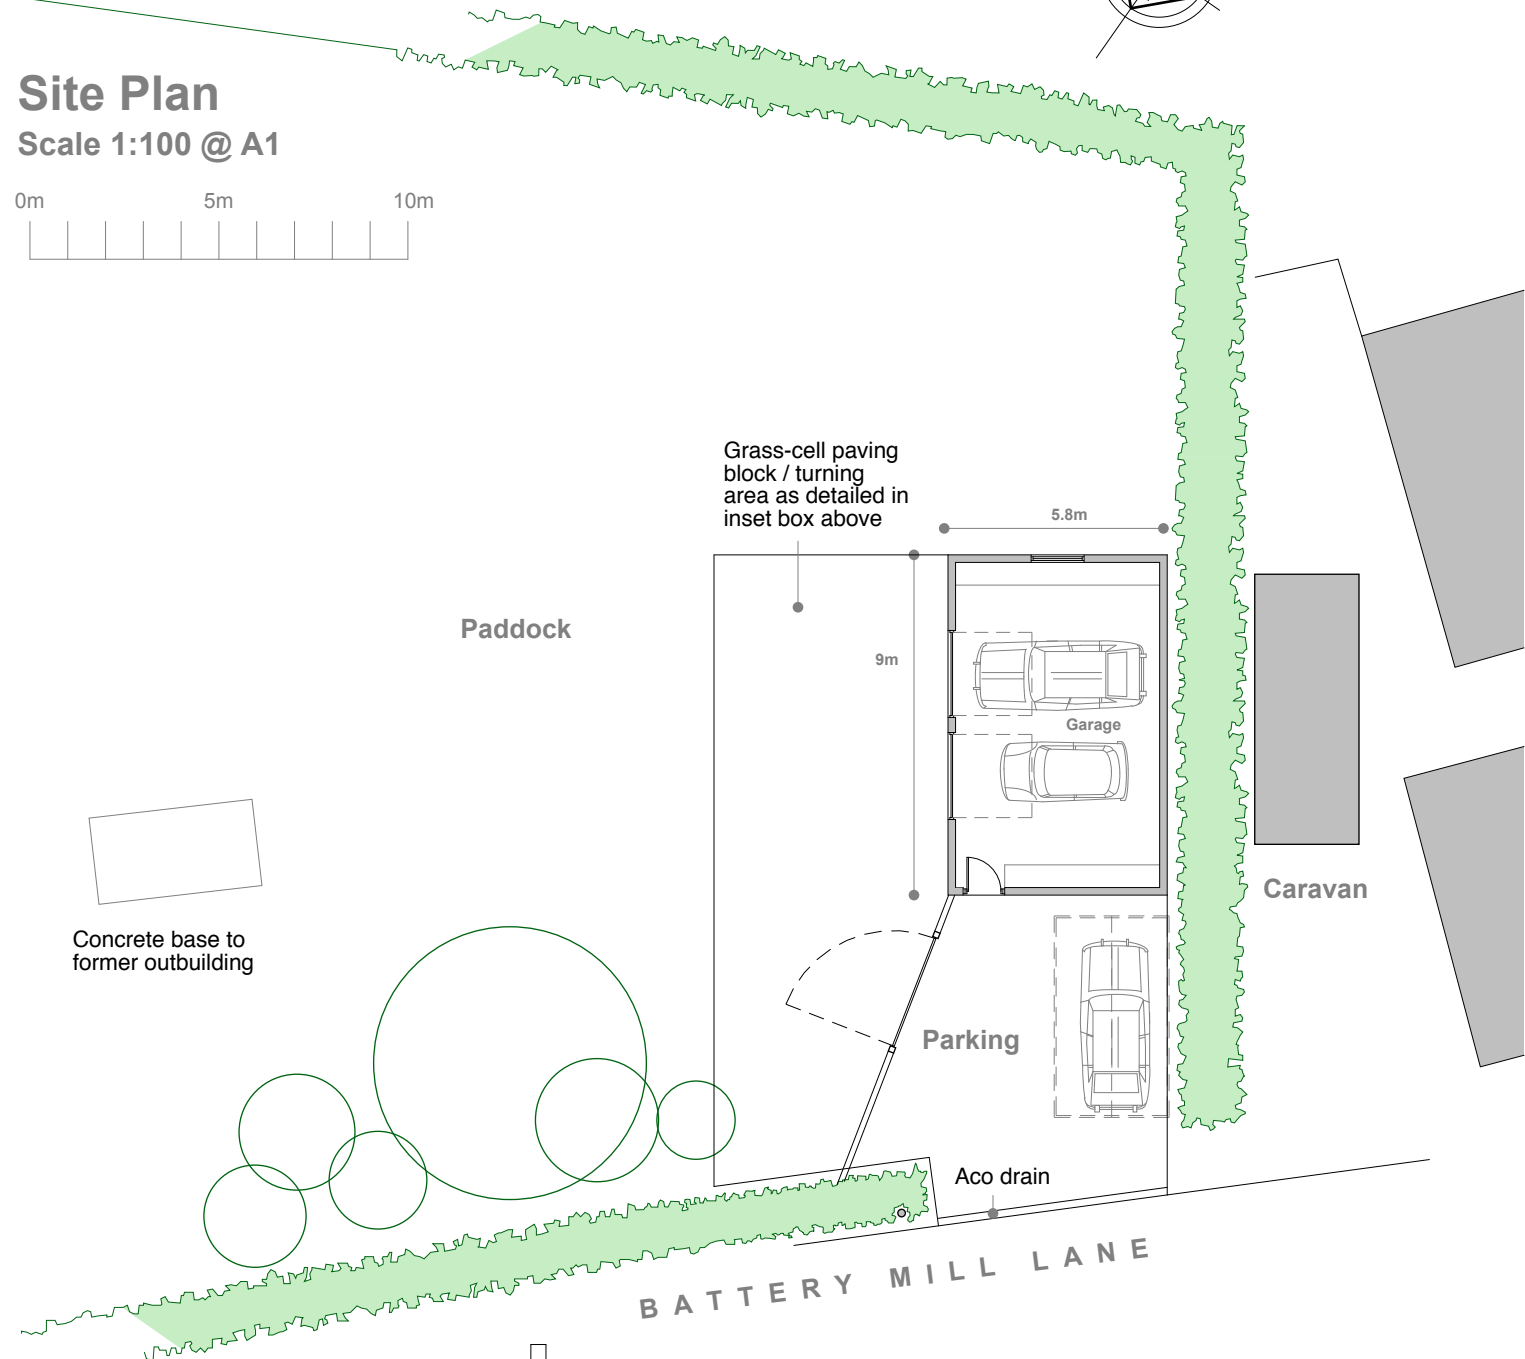 Site Plan
Scale 1:100 @ A1
0m 5m 10m
Grass-cell paving
block / turning
area as detailed in
inset box above
5.8m
Paddock
9m
Garage
Caravan
Concrete base to
former outbuilding
Parking
Aco drain
BATTERY MILL LANE